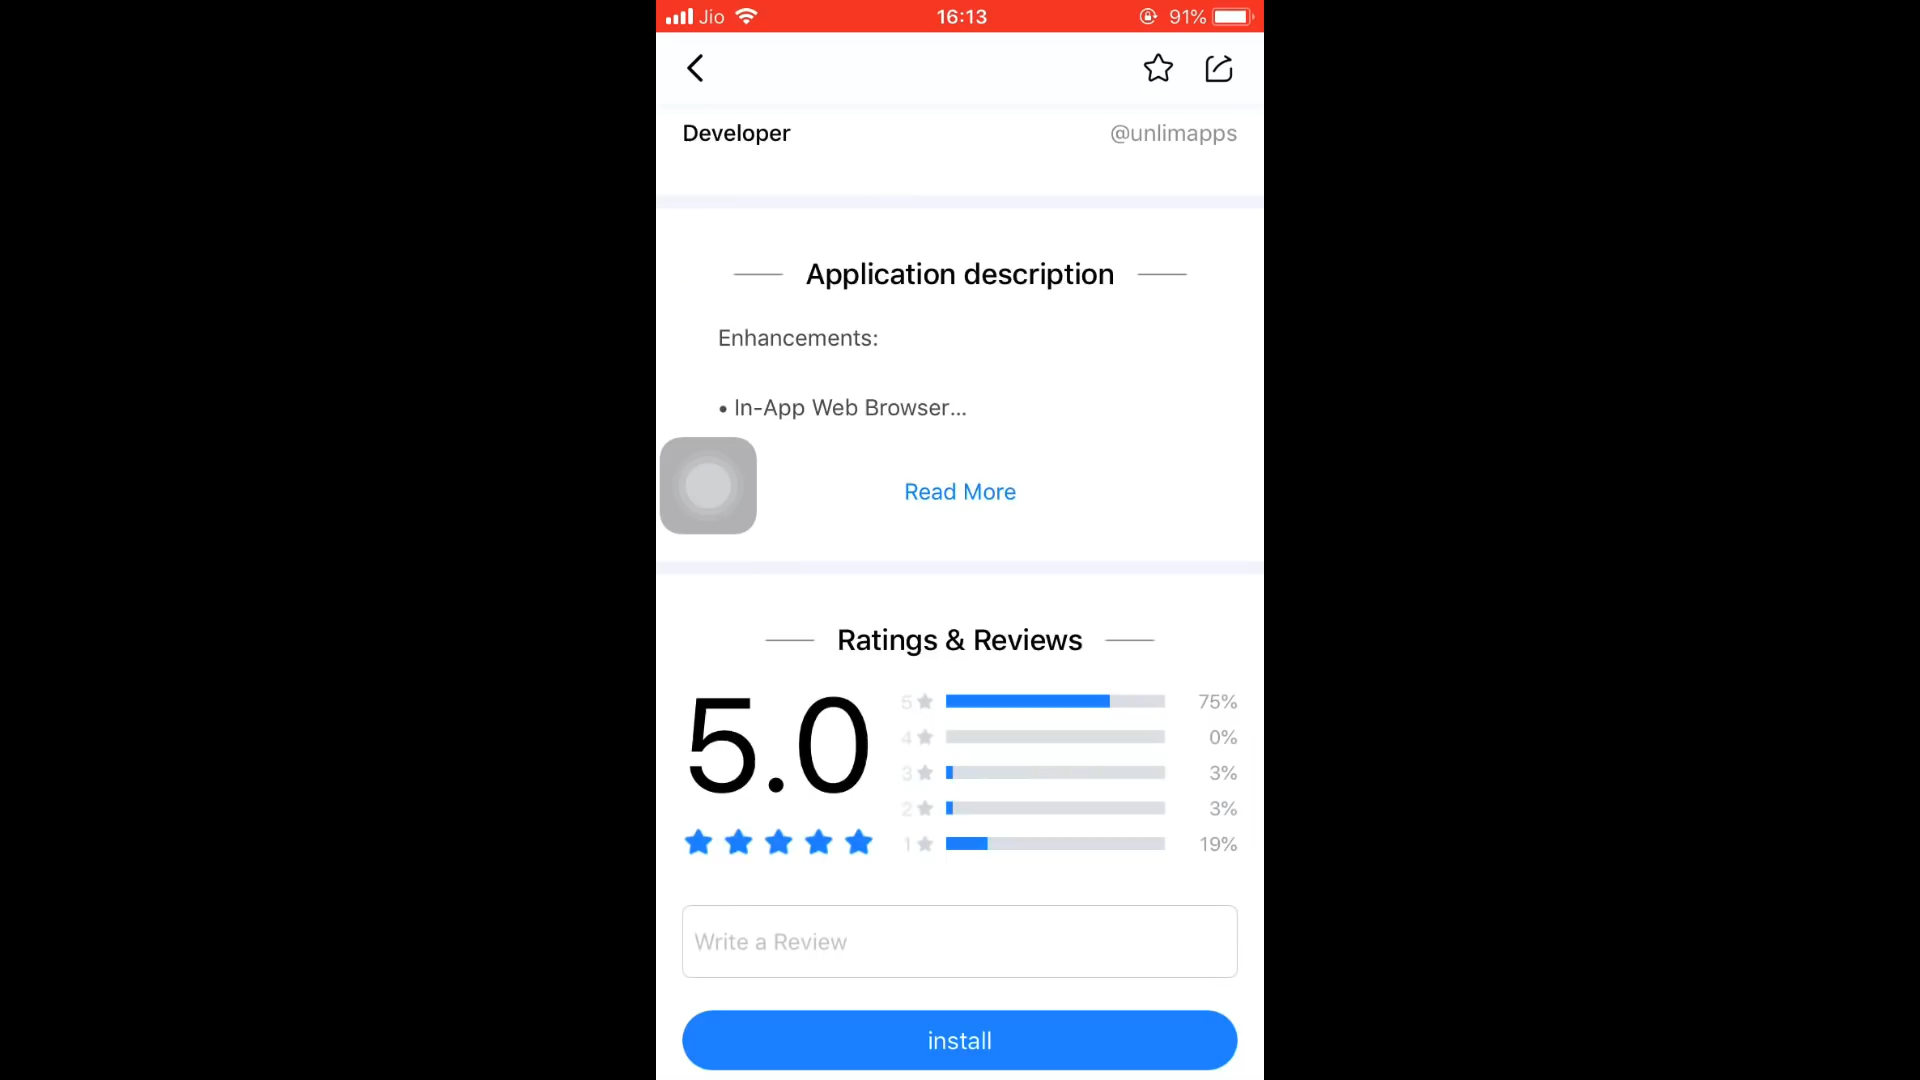 Jio 16:13 91%
Developer @unlimapps
Application description
Enhancements:
• In-App Web Browser...
Read More
Ratings & Reviews
5.0
5 75%
4 0%
3 3%
2 3%
1 19%
Write a Review
install